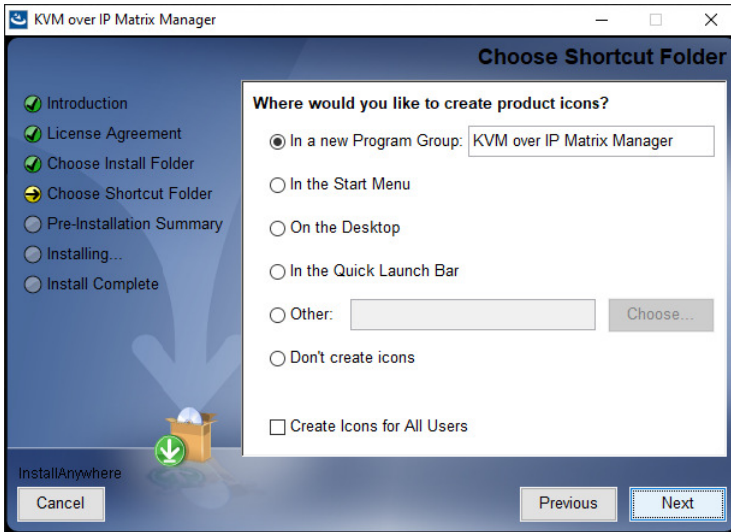 KVM over IP Matrix Manager
Choose Shortcut Folder
Introduction
License Agreement
Choose Install Folder
Choose Shortcut Folder
Pre-Installation Summary
Installing...
Install Complete
Where would you like to create product icons?
In a new Program Group: KVM over IP Matrix Manager
In the Start Menu
On the Desktop
In the Quick Launch Bar
Other: Choose...
Don't create icons
Create Icons for All Users
InstallAnywhere
Cancel Previous Next